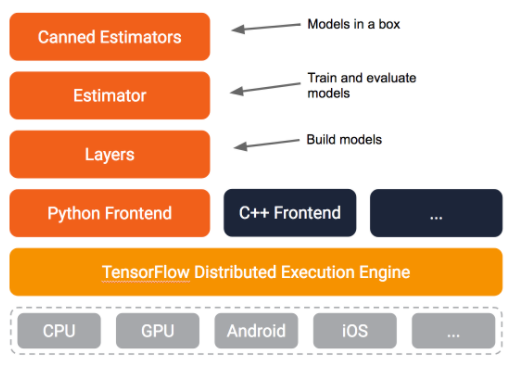 Canned Estimators
Models in a box
Estimator
Train and evaluate
models
Layers
Build models
Python Frontend
C++ Frontend
...
TensorFlow Distributed Execution Engine
CPU
GPU
Android
iOS
...